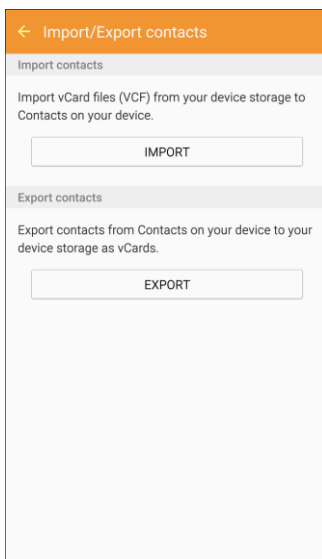 Import/Export contacts
Import contacts
Import vCard files (VCF) from your device storage to
Contacts on your device.
IMPORT
Export contacts
Export contacts from Contacts on your device to your
device storage as vCards.
EXPORT